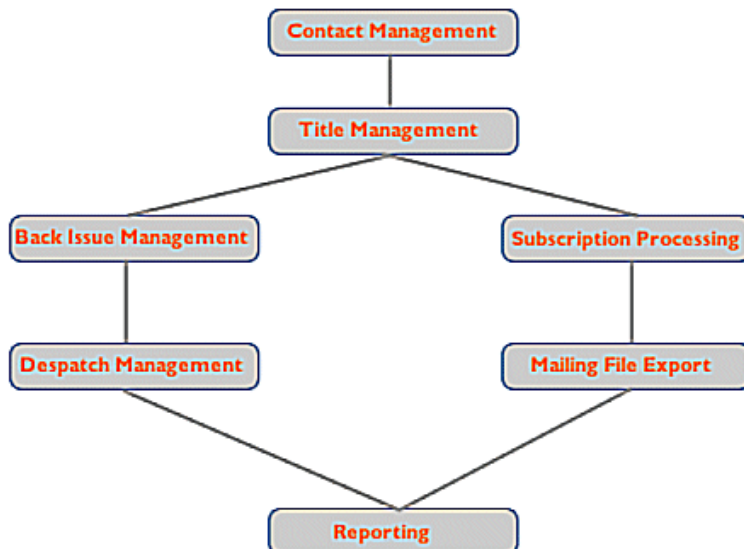 Contact Management
Title Management
Back Issue Management
Subscription Processing
Despatch Management
Mailing File Export
Reporting